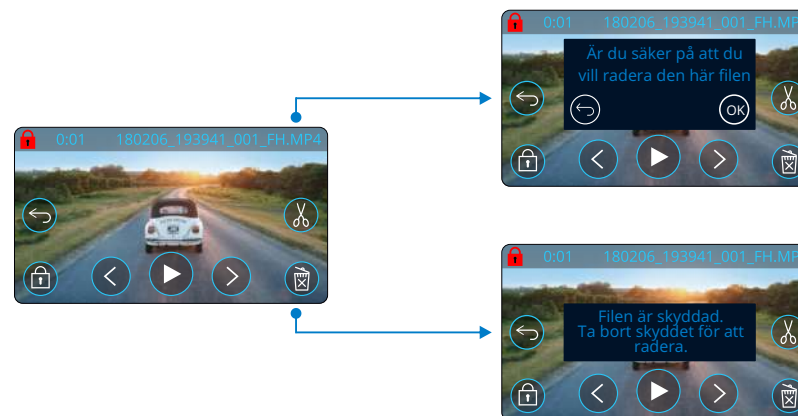 0:01 180206_193941_001_FH.MP4
Är du säker på att du
vill radera den här filen
OK
0:01 180206_193941_001_FH.MP4
0:01 180206_193941_001_FH.MP
Filen är skyddad.
Ta bort skyddet för att
radera.